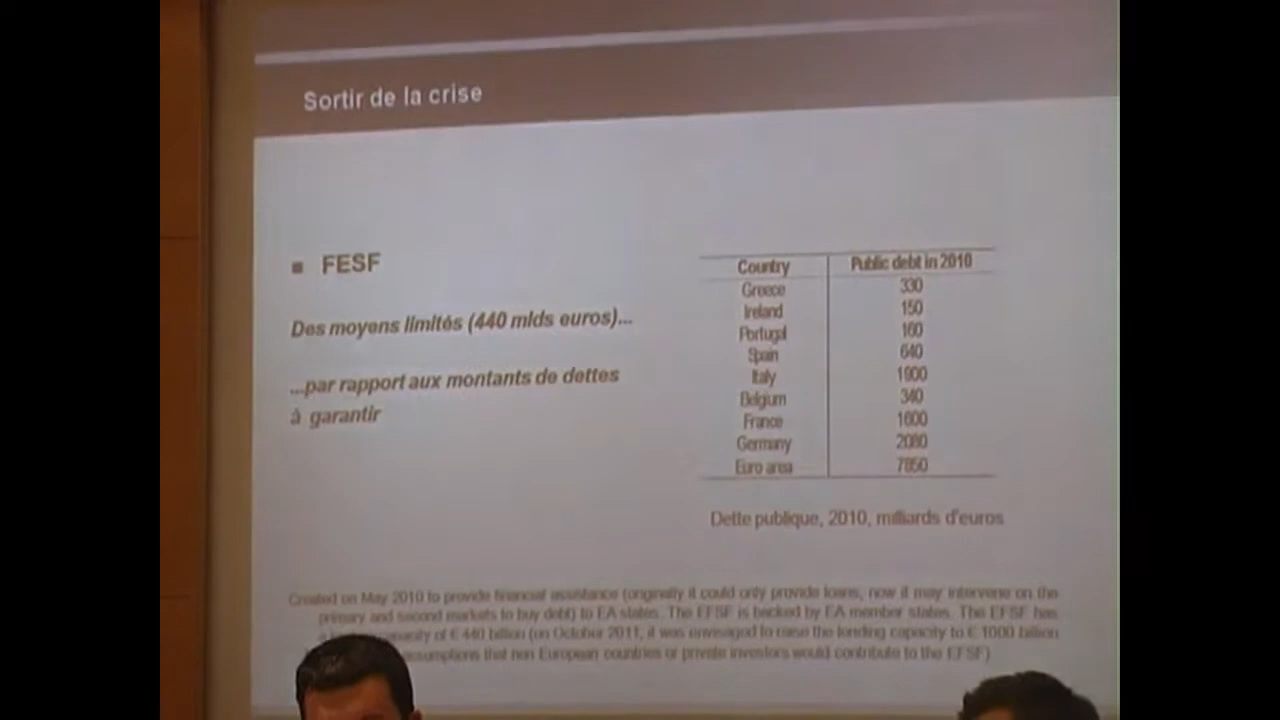 Sortir de la crise
FESF
Des moyens limités (440 mlds euros)...
...par rapport aux montants de dettes
à garantir
Country Public debt in 2010
Greece 330
Ireland 150
Portugal 160
Spain 640
Italy 1900
Belgium 340
France 1600
Germany 2080
Euro area 7850
Dette publique, 2010, milliards d'euros
Created on May 2010 to provide financial assistance (originally it could only provide loans, now it may intervene on the
primary and second markets to buy debt) to EA states. The EFSF is backed by EA member states. The EFSF has
of € 440 billion (on October 2011, it was envisaged to raise the lending capacity to € 1000 billion
assumptions that non European countries or private investors would contribute to the EFSF)